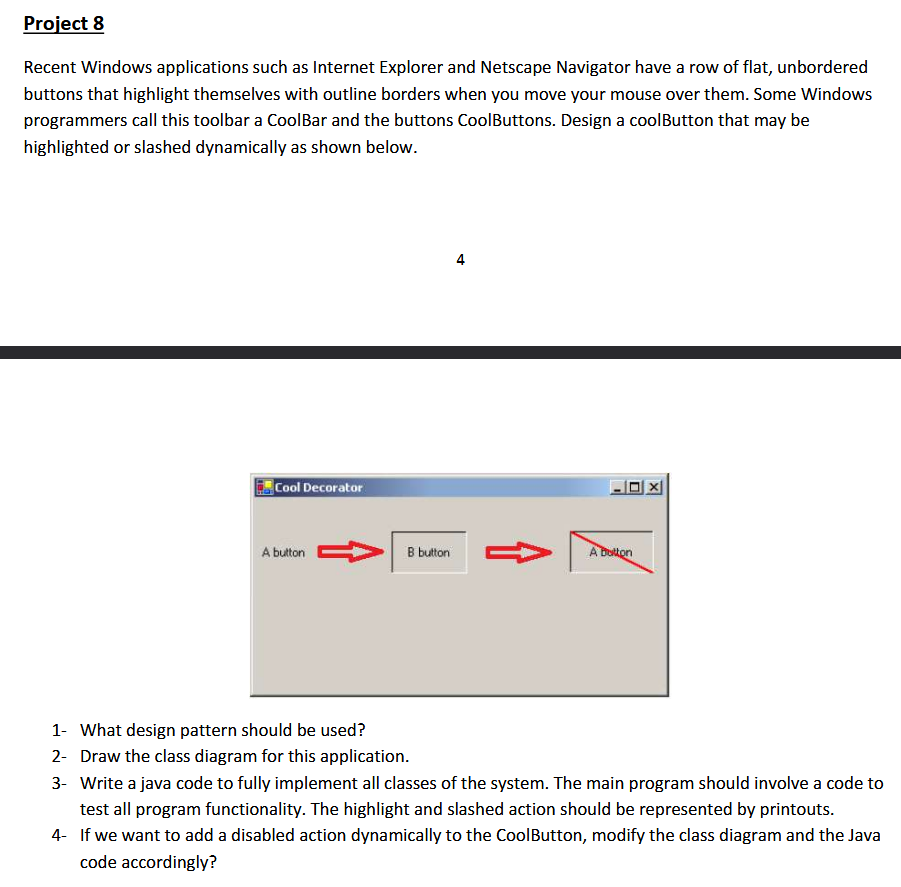 Project 8
Recent Windows applications such as Internet Explorer and Netscape Navigator have a row of flat, unbordered
buttons that highlight themselves with outline borders when you move your mouse over them. Some Windows
programmers call this toolbar a CoolBar and the buttons CoolButtons. Design a coolButton that may be
highlighted or slashed dynamically as shown below.
4
Cool Decorator
A button
B button
A button
1- What design pattern should be used?
2- Draw the class diagram for this application.
3- Write a java code to fully implement all classes of the system. The main program should involve a code to
test all program functionality. The highlight and slashed action should be represented by printouts.
4- If we want to add a disabled action dynamically to the CoolButton, modify the class diagram and the Java
code accordingly?